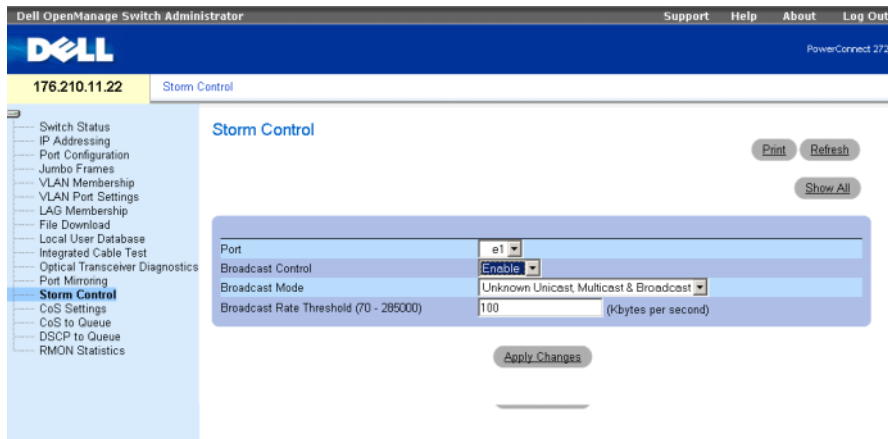 Dell OpenManage Switch Administrator
Support Help About Log Out
DELL
PowerConnect 272
176.210.11.22
Storm Control
Switch Status
IP Addressing
Port Configuration
Jumbo Frames
VLAN Membership
VLAN Port Settings
LAG Membership
File Download
Local User Database
Integrated Cable Test
Optical Transceiver Diagnostics
Port Mirroring
Storm Control
CoS Settings
CoS to Queue
DSCP to Queue
RMON Statistics
Storm Control
Print Refresh
Show All
Port e1
Broadcast Control Enable
Broadcast Mode Unknown Unicast, Multicast & Broadcast
Broadcast Rate Threshold (70 - 285000) 100 (Kbytes per second)
Apply Changes